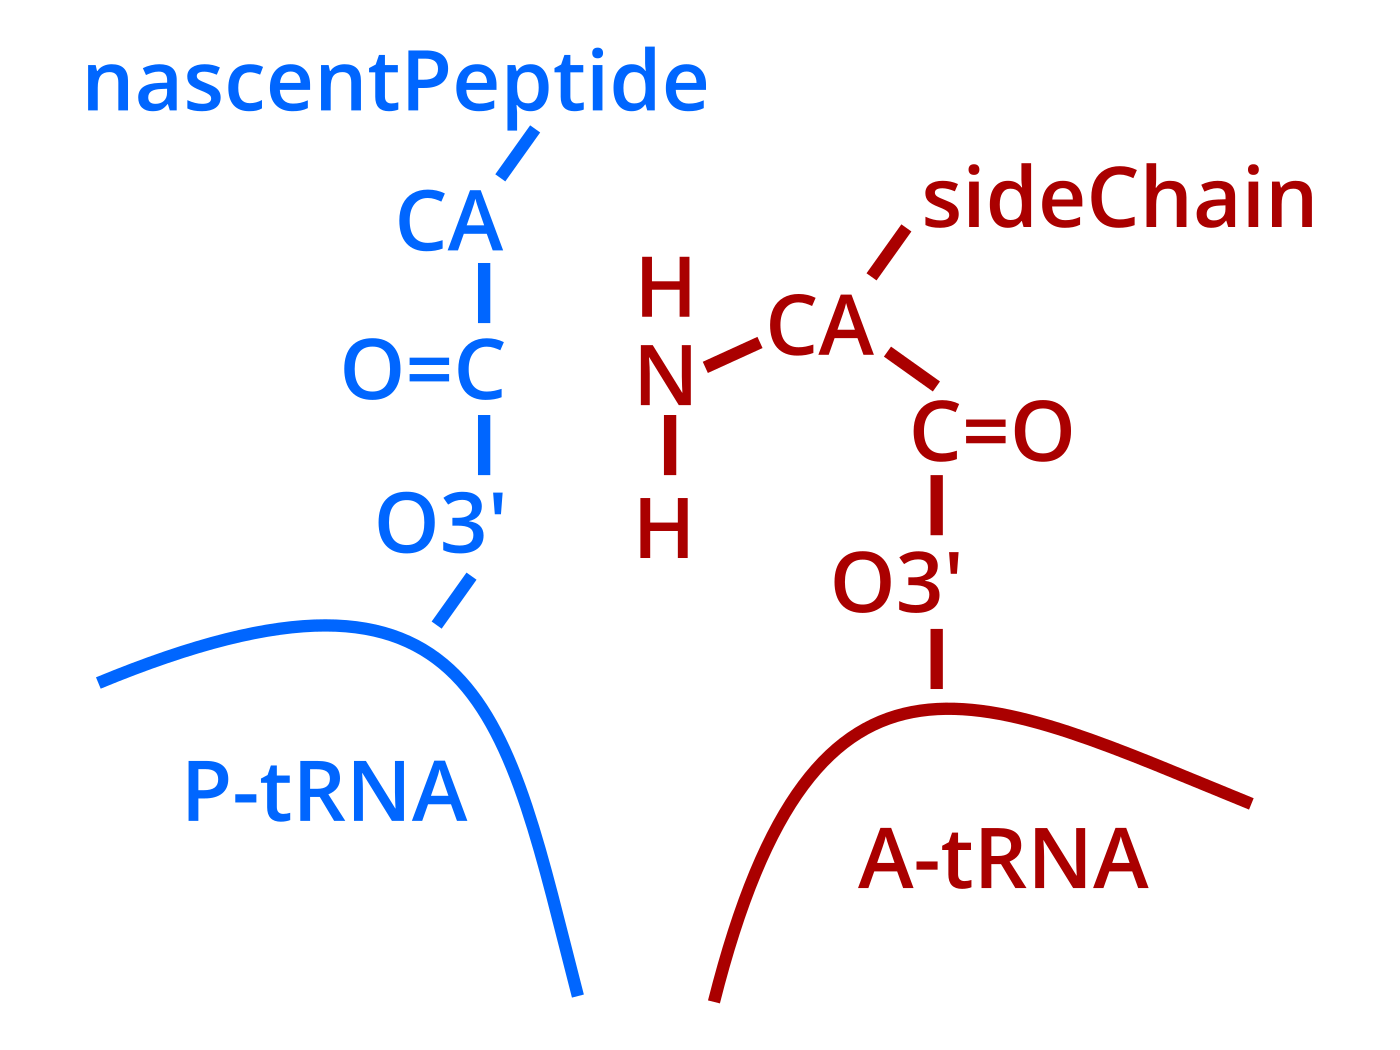 nascentPeptide
CA
O=C
O3'
P-tRNA
sideChain
H
N
H
CA
C=O
O3'
A-tRNA